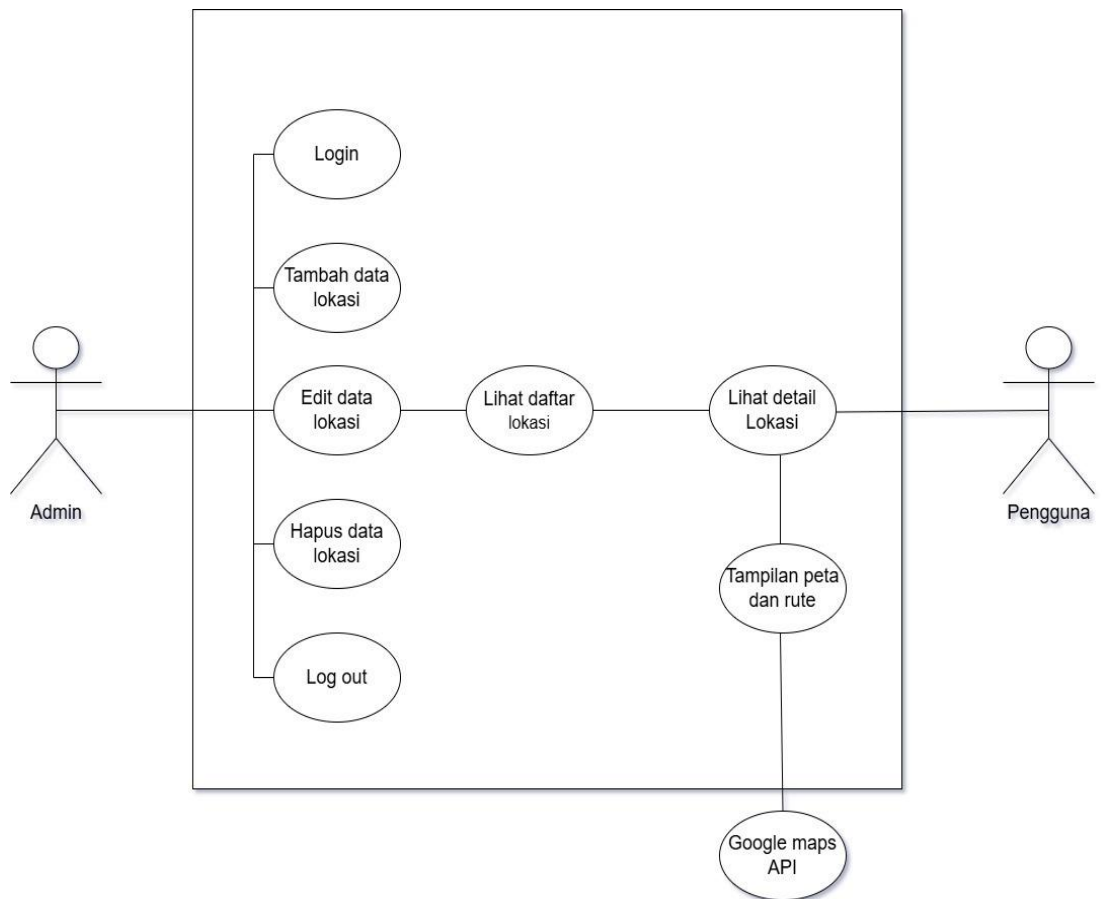 Login
Tambah data
lokasi
Edit data
lokasi
Lihat daftar
lokasi
Lihat detail
Lokasi
Admin
Pengguna
Hapus data
lokasi
Tampilan peta
dan rute
Log out
Google maps
API